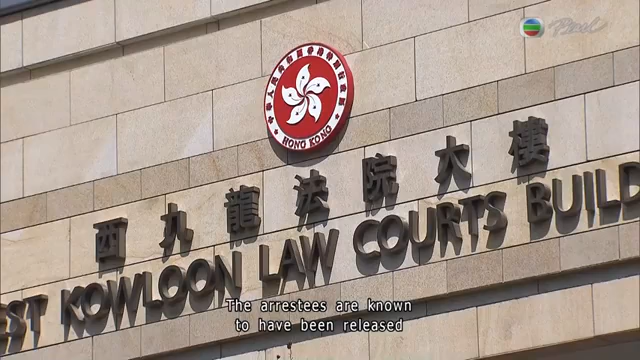 Pearl
HONG KONG
西九龍法院大樓
EST KOWLOON LAW COURTS BUILD
The arrestees are known
to have been released